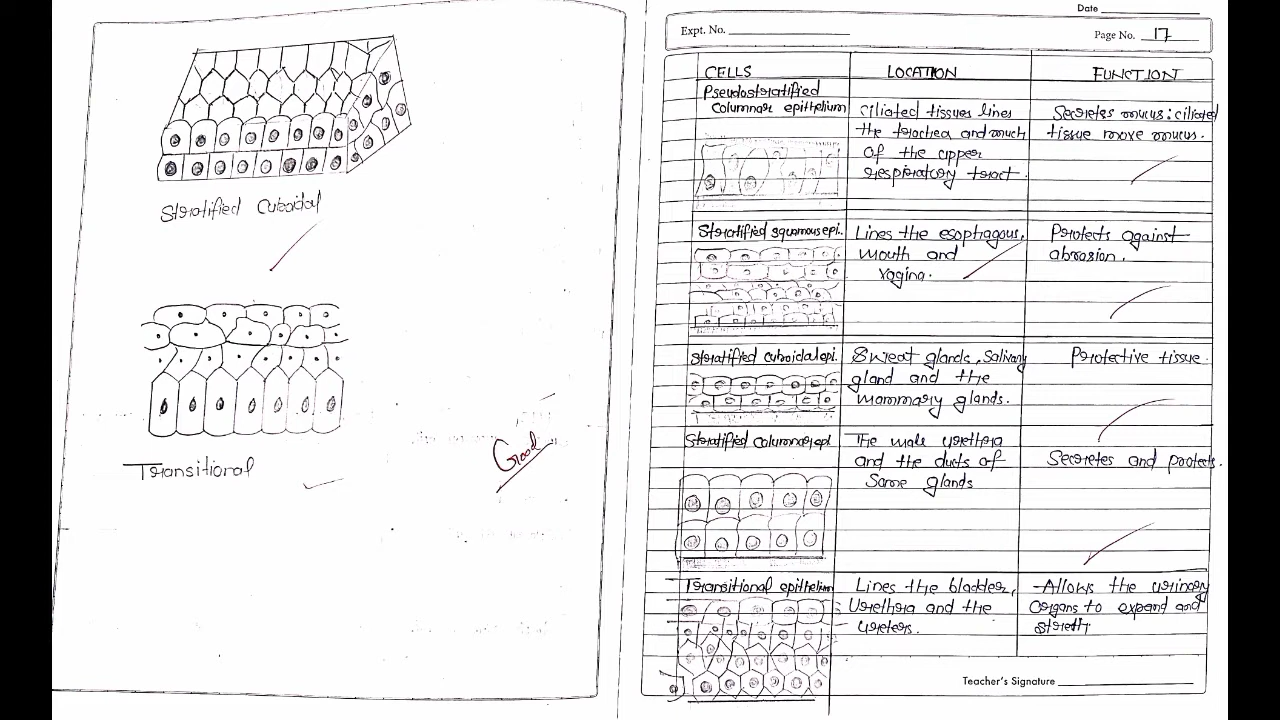 Stratified Cuboidal
Transitional
Good
Date
Expt. No.
Page No. 17
CELLS LOCATION FUNCTION
Pseudostratified
columnar epithelium ciliated tissues lines Secretes mucus: ciliated
the trachea and much tissue move mucus.
of the upper
respiratory tract.
Stratified squamous epi.. Lines the esophagous, Protects against
mouth and abrasion.
vagina.
Stratified cuboidal epi. Sweat glands, Salivary Protective tissue.
gland and the
mammary glands.
Stratified columnar epi The male urethra
and the ducts of Secretes and protects.
Some glands
Transitional epithelium Lines the bladder, Allows the urinary
Urethra and the Organs to expand and
ureters. streth
Teacher's Signature